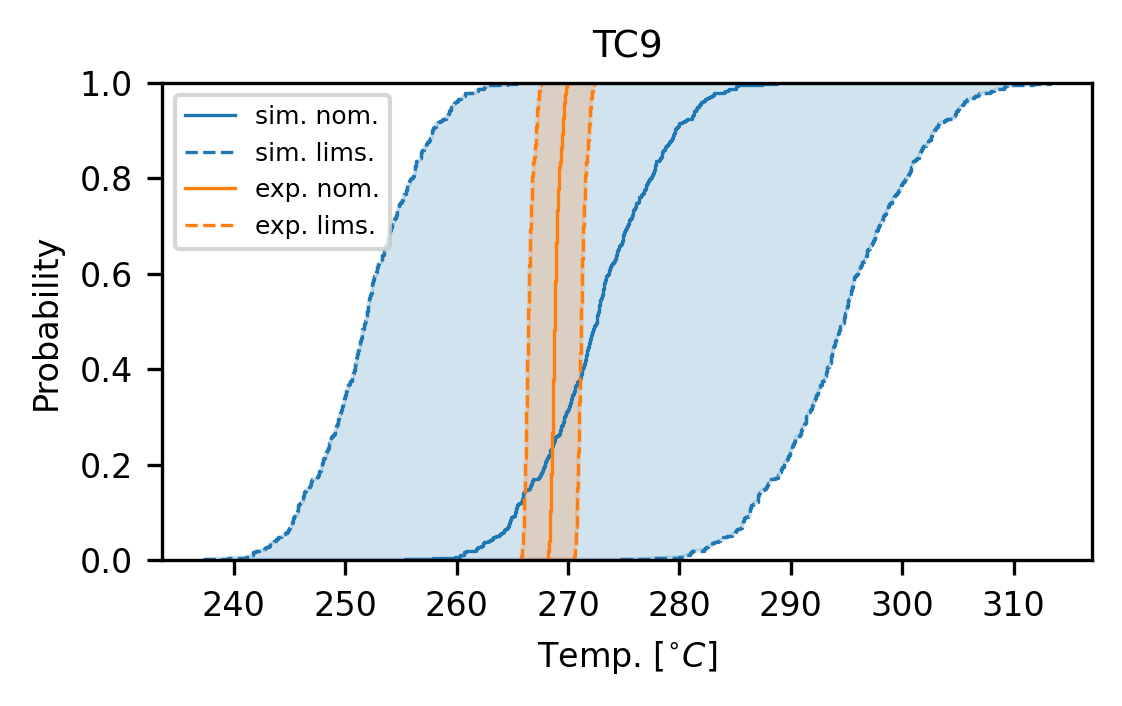 TC9
1.0
0.8
0.6
0.4
0.2
0.0
Probability
sim. nom.
sim. lims.
exp. nom.
exp. lims.
240 250 260 270 280 290 300 310
Temp. [°C]